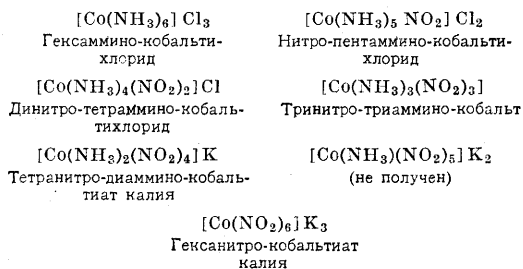 [Co(NH3)6] Cl3
Гексаммино-кобальти-
хлорид
[Co(NH3)5 NO2] Cl2
Нитро-пентаммино-кобальти-
хлорид
[Co(NH3)4(NO2)2] Cl
Динитро-тетраммино-кобаль-
тихлорид
[Co(NH3)3(NO2)3]
Тринитро-триаммино-кобальт
[Co(NH3)2(NO2)4] K
Тетранитро-диаммино-кобаль-
тиат калия
[Co(NH3)(NO2)5] K2
(не получен)
[Co(NO2)6] K3
Гексанитро-кобальтиат
калия